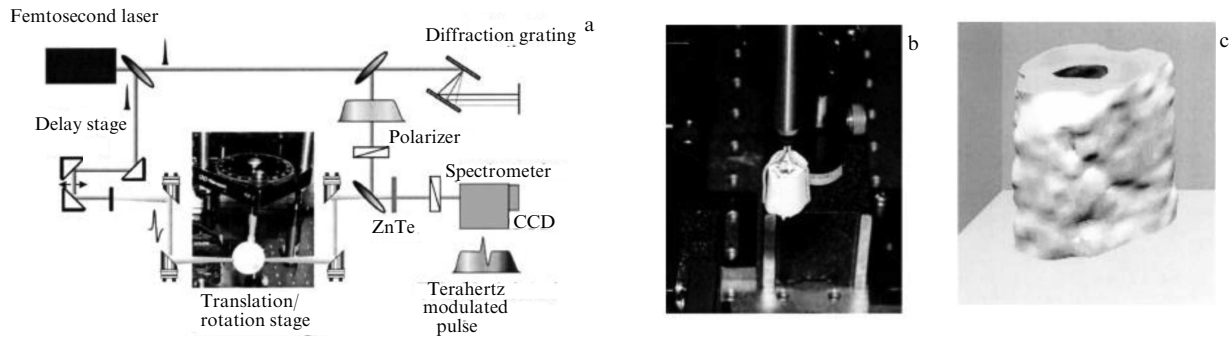 Femtosecond laser
a
Diffraction grating
b
c
Delay stage
Polarizer
Spectrometer
ZnTe
CCD
Translation/
rotation stage
Terahertz
modulated
pulse